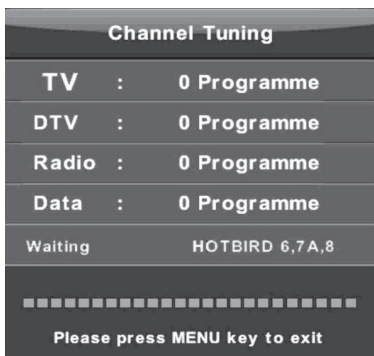 Channel Tuning
TV : 0 Programme
DTV : 0 Programme
Radio : 0 Programme
Data : 0 Programme
Waiting HOTBIRD 6,7A,8
Please press MENU key to exit